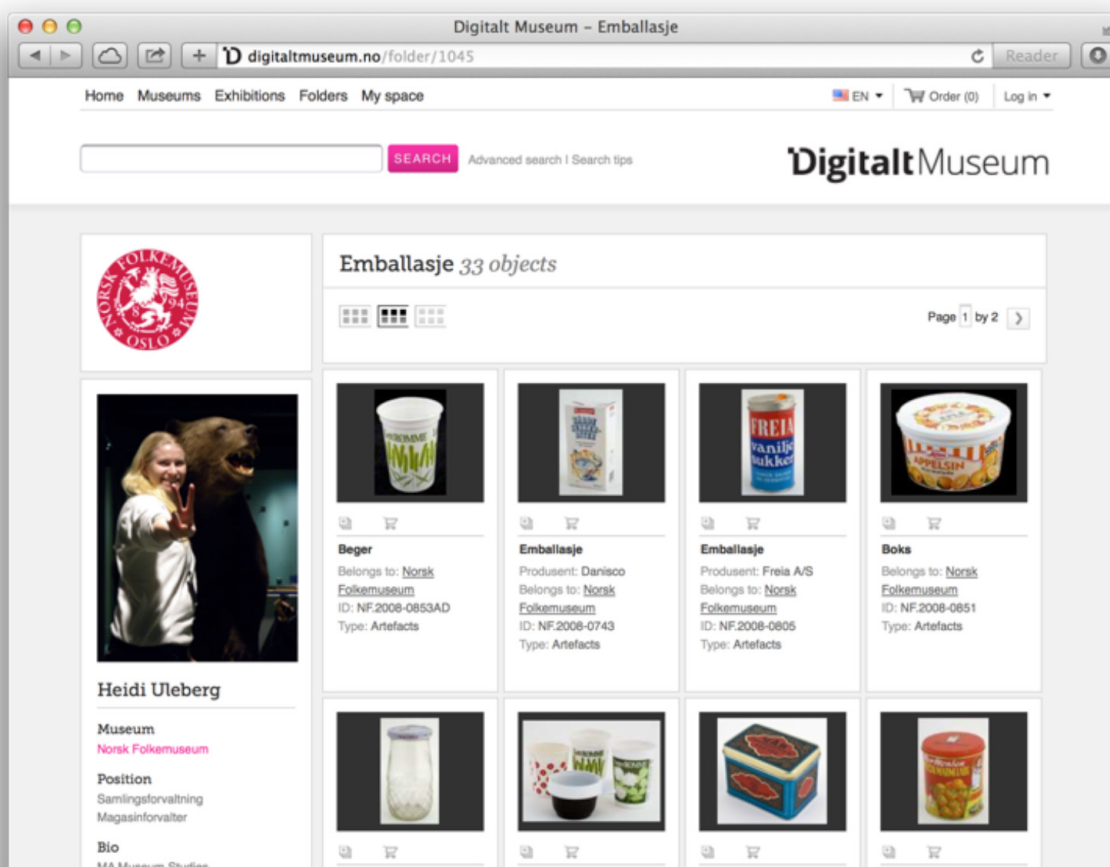 Digitalt Museum – Emballasje
digitaltmuseum.no/folder/1045
Reader
Home Museums Exhibitions Folders My space
EN Order (0) Log in
SEARCH Advanced search | Search tips
DigitaltMuseum
NORSK FOLKEMUSEUM
1894
OSLO
Emballasje 33 objects
Page 1 by 2
FREIA
vanilje
sukker
APPELSIN
Beger
Belongs to: Norsk
Folkemuseum
ID: NF.2008-0853AD
Type: Artefacts
Emballasje
Produsent: Danisco
Belongs to: Norsk
Folkemuseum
ID: NF.2008-0743
Type: Artefacts
Emballasje
Produsent: Freia A/S
Belongs to: Norsk
Folkemuseum
ID: NF.2008-0805
Type: Artefacts
Boks
Belongs to: Norsk
Folkemuseum
ID: NF.2008-0851
Type: Artefacts
Heidi Uleberg
Museum
Norsk Folkemuseum
Position
Samlingsforvaltning
Magasinforvalter
Bio
MA Museum Studies